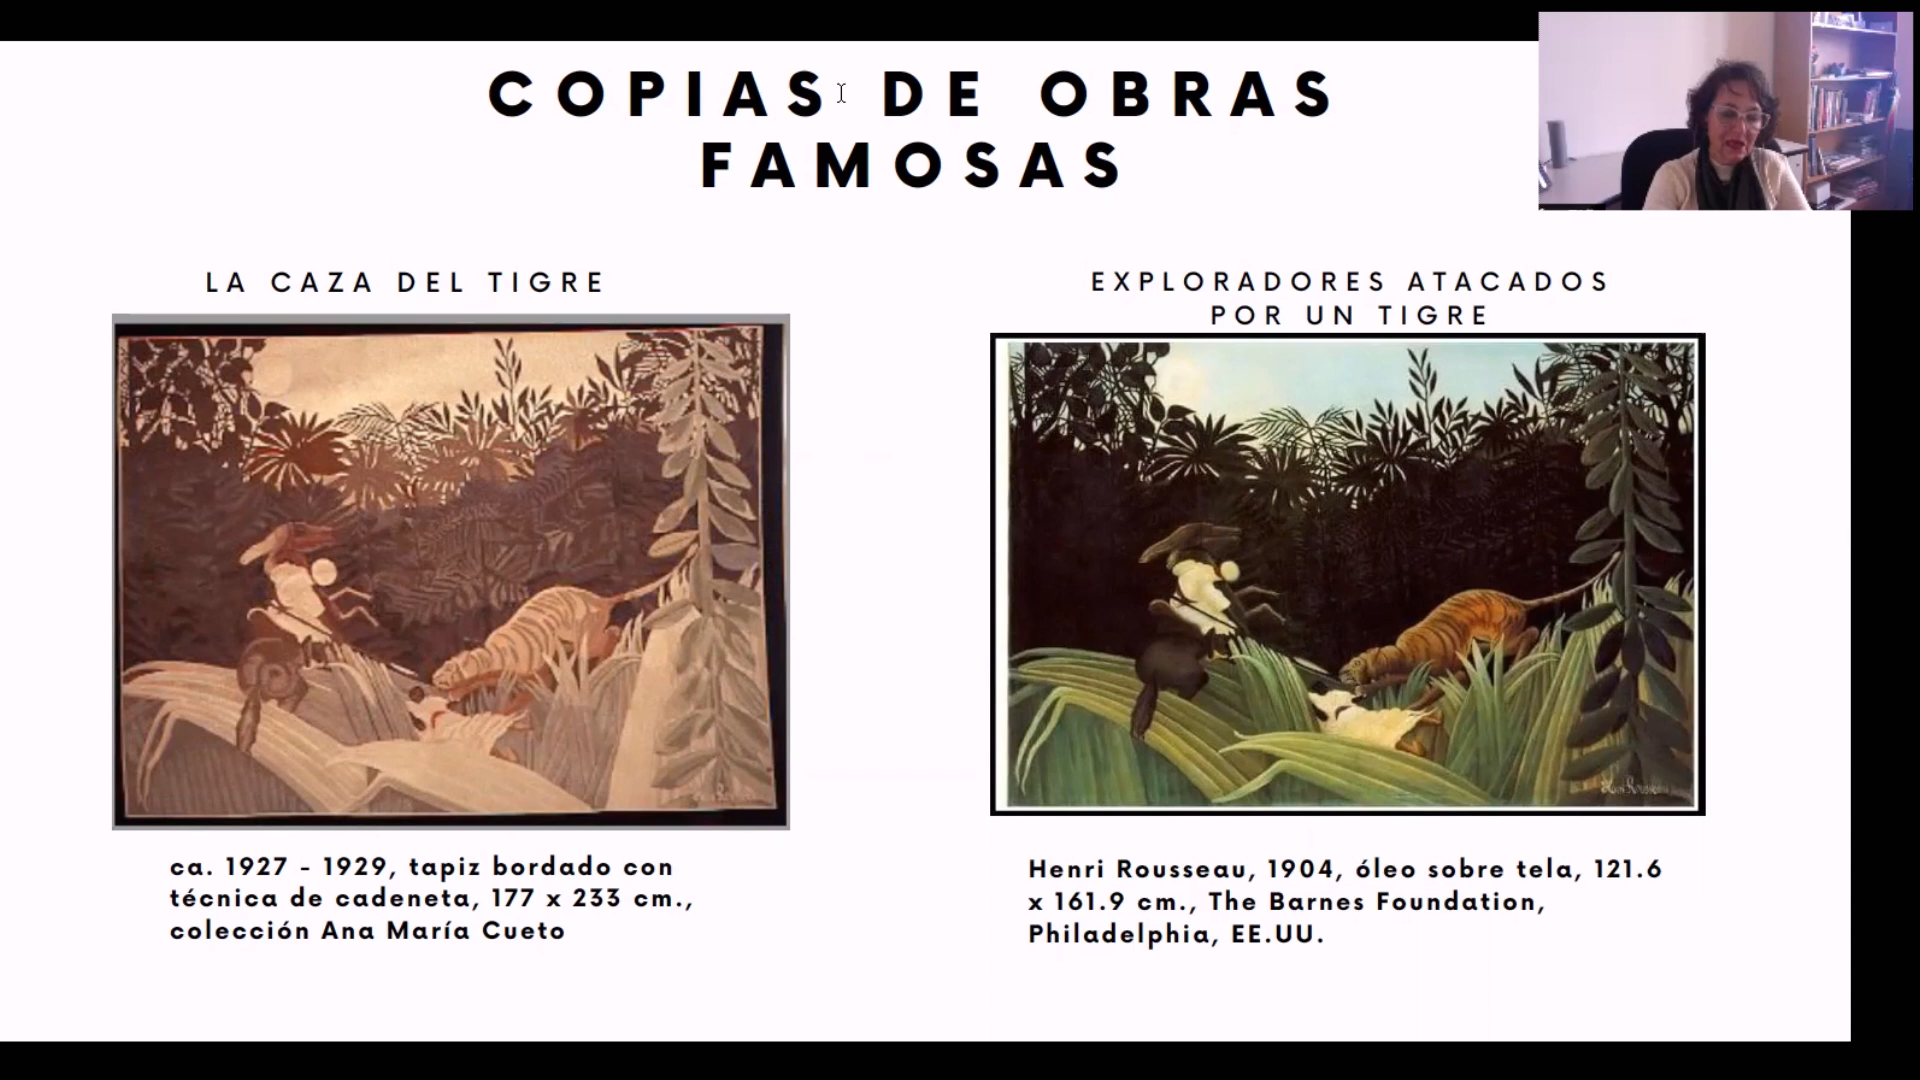 COPIAS DE OBRAS
FAMOSAS
LA CAZA DEL TIGRE
ca. 1927 - 1929, tapiz bordado con
técnica de cadeneta, 177 x 233 cm.,
colección Ana María Cueto
EXPLORADORES ATACADOS
POR UN TIGRE
Henri Rousseau
Henri Rousseau, 1904, óleo sobre tela, 121.6
x 161.9 cm., The Barnes Foundation,
Philadelphia, EE.UU.